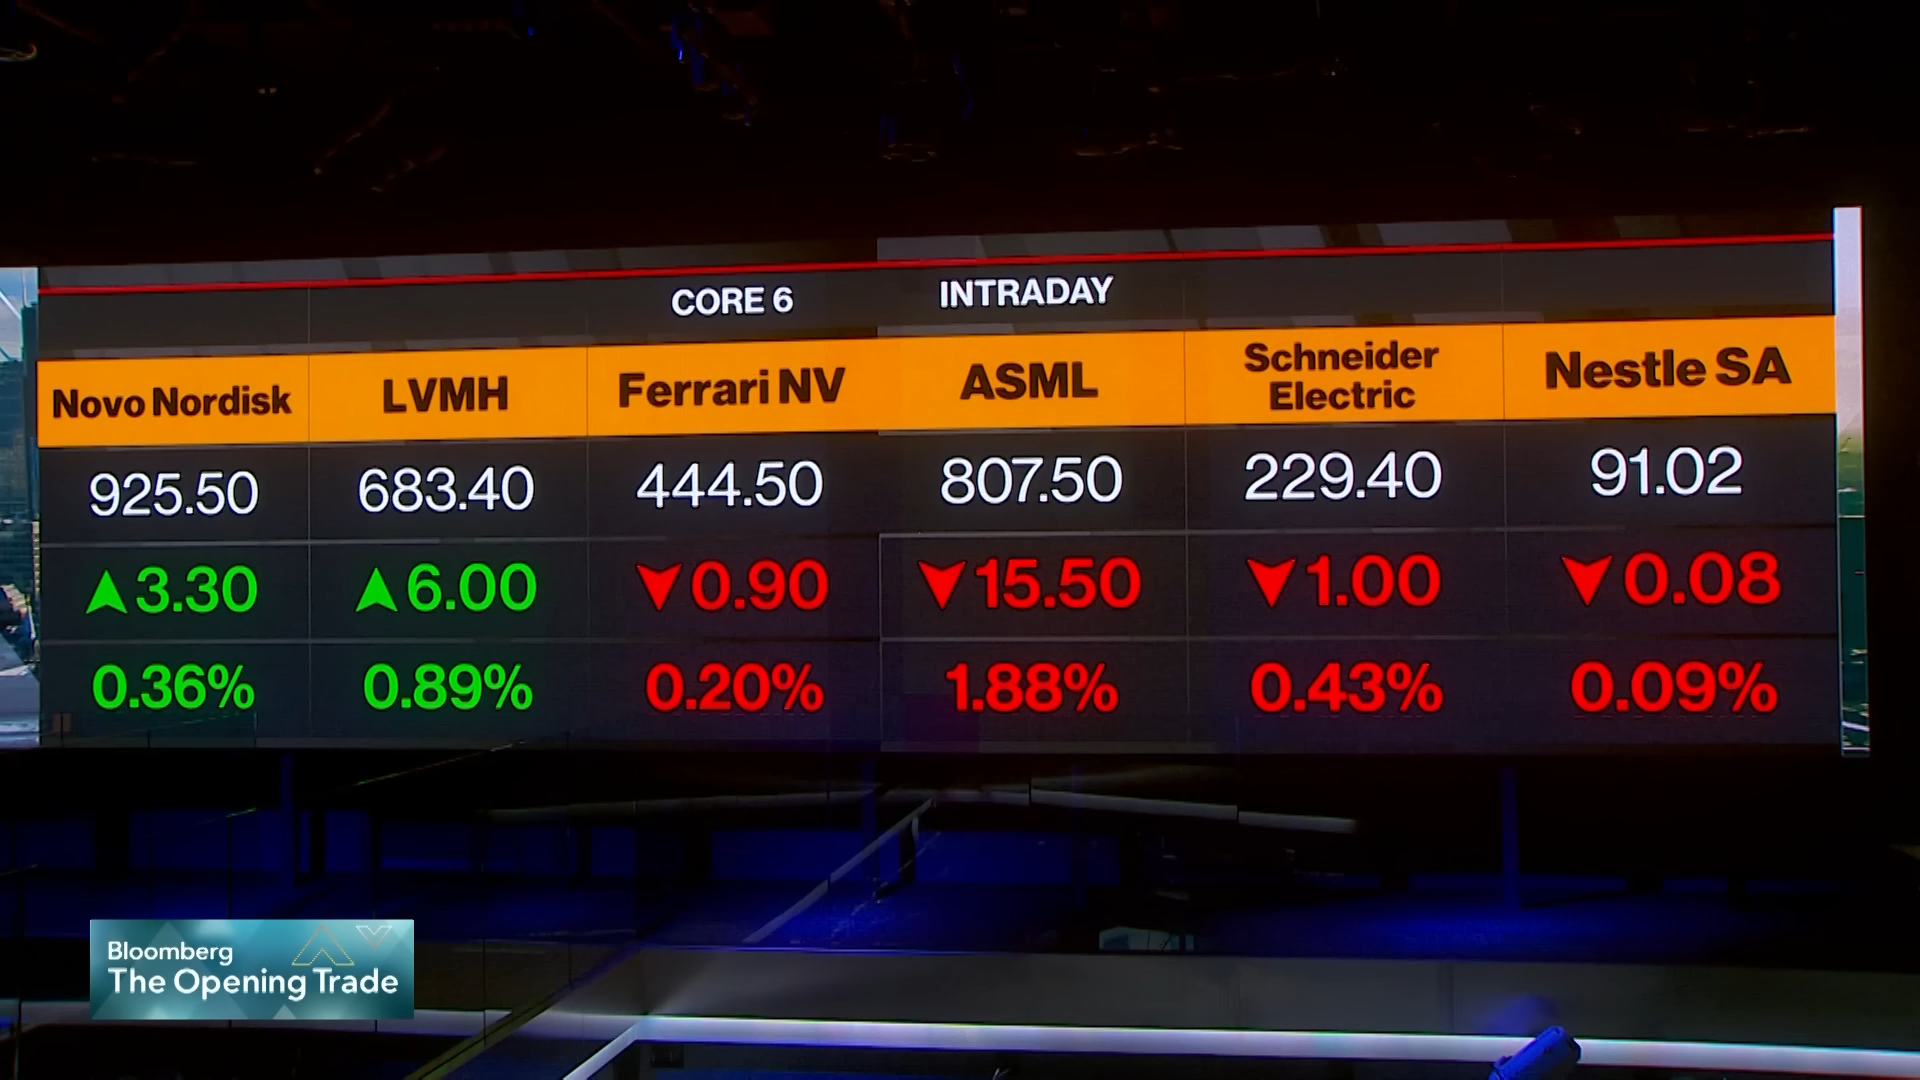 CORE 6 INTRADAY
Novo Nordisk LVMH Ferrari NV ASML Schneider Electric Nestle SA
925.50 683.40 444.50 807.50 229.40 91.02
▲3.30 ▲6.00 ▼0.90 ▼15.50 ▼1.00 ▼0.08
0.36% 0.89% 0.20% 1.88% 0.43% 0.09%
Bloomberg
The Opening Trade